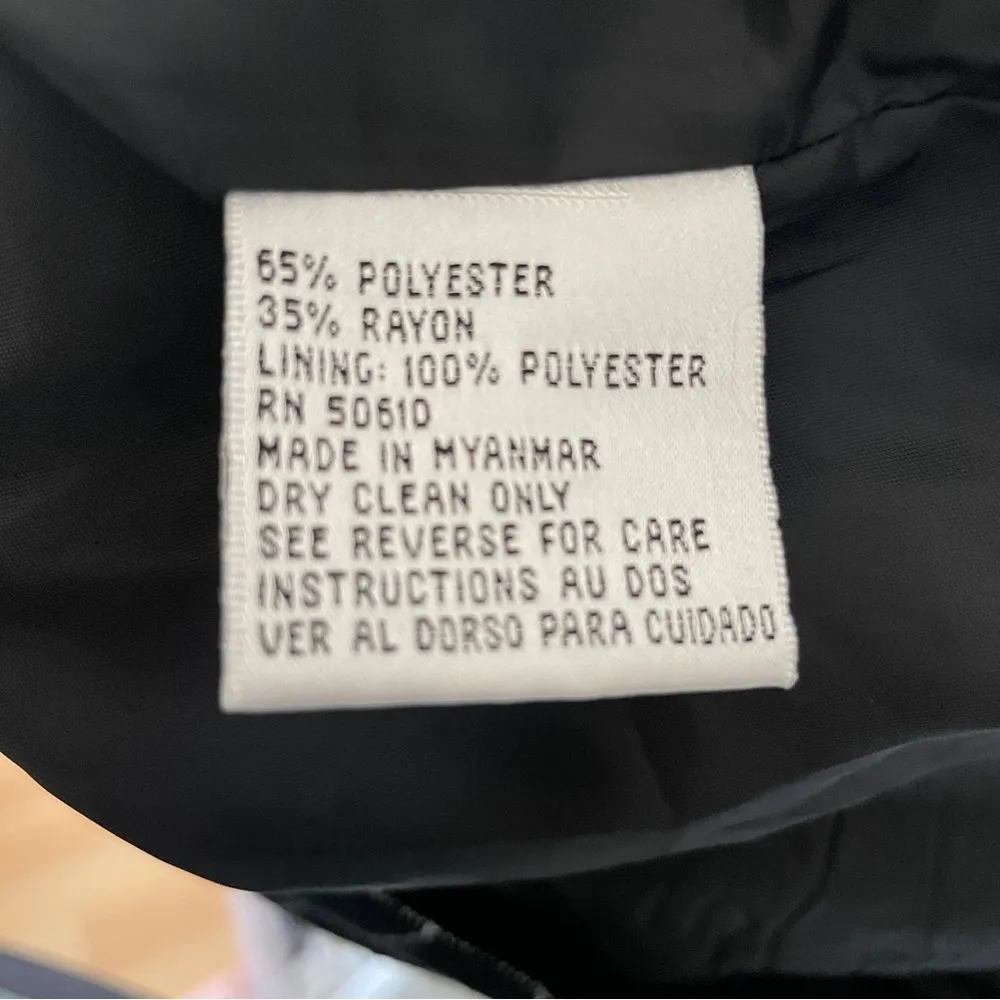 65% POLYESTER
35% RAYON
LINING: 100% POLYESTER
RN 50610
MADE IN MYANMAR
DRY CLEAN ONLY
SEE REVERSE FOR CARE
INSTRUCTIONS AU DOS
VER AL DORSO PARA CUIDADO